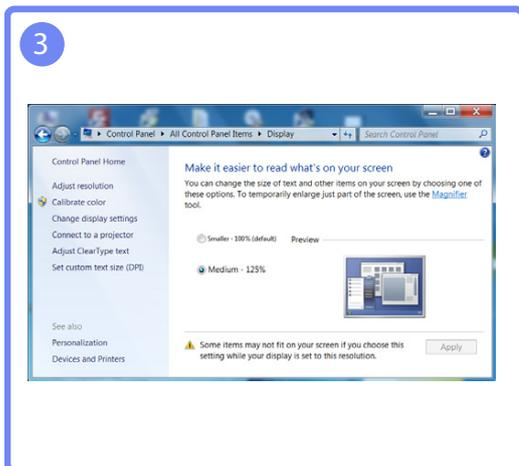 3
Control Panel ▸ All Control Panel Items ▸ Display
Search Control Panel
Control Panel Home
Adjust resolution
Calibrate color
Change display settings
Connect to a projector
Adjust ClearType text
Set custom text size (DPI)
See also
Personalization
Devices and Printers
Make it easier to read what's on your screen
You can change the size of text and other items on your screen by choosing one of
these options. To temporarily enlarge just part of the screen, use the Magnifier
tool.
Smaller - 100% (default) Preview
Medium - 125%
Some items may not fit on your screen if you choose this
setting while your display is set to this resolution.
Apply